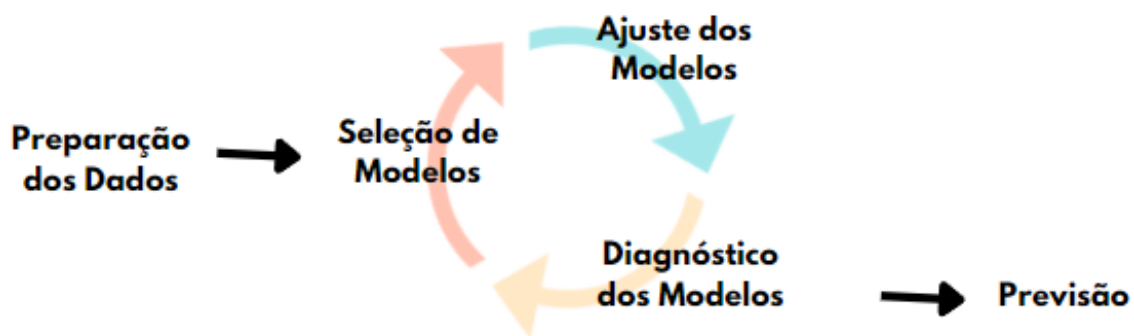 Preparação
dos Dados
Seleção de
Modelos
Ajuste dos
Modelos
Diagnóstico
dos Modelos
Previsão